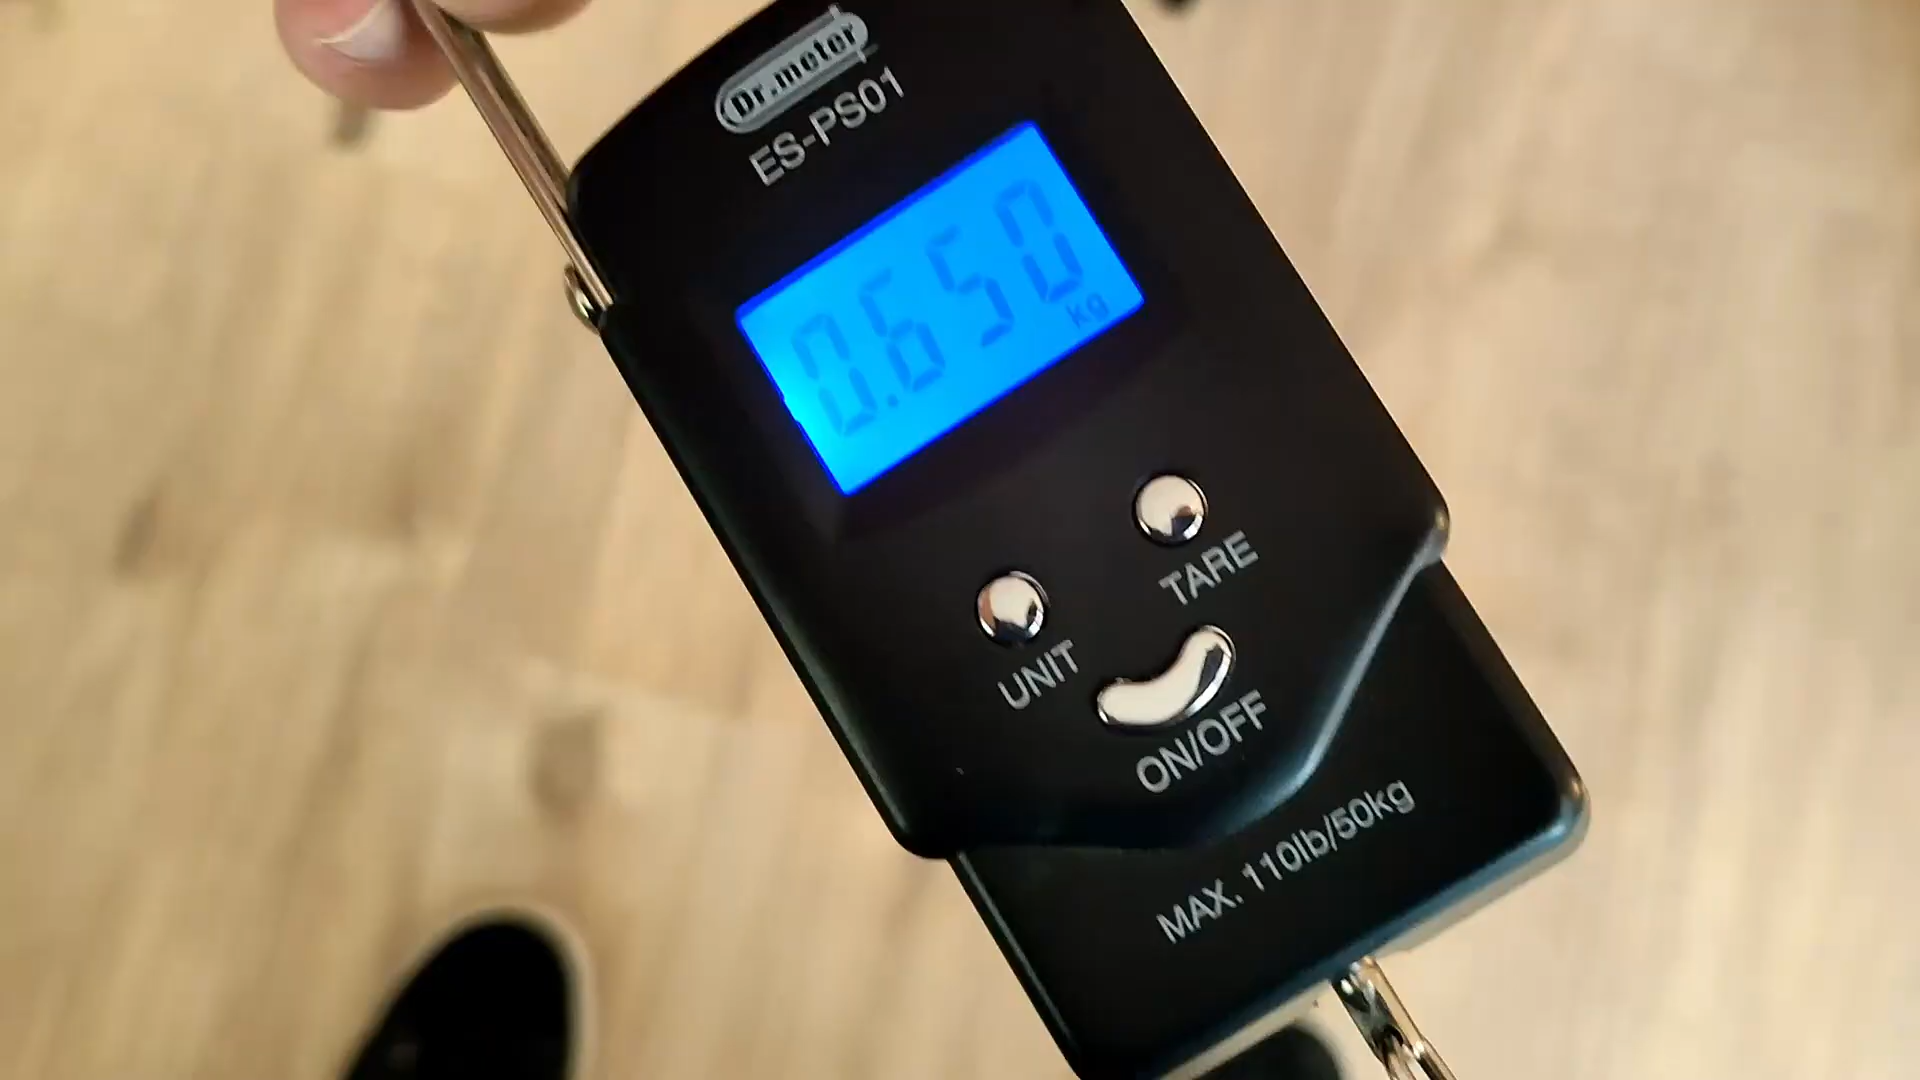 Dr.meter
ES-PS01
0.650
kg
TARE
UNIT
ON/OFF
MAX. 110lb/50kg